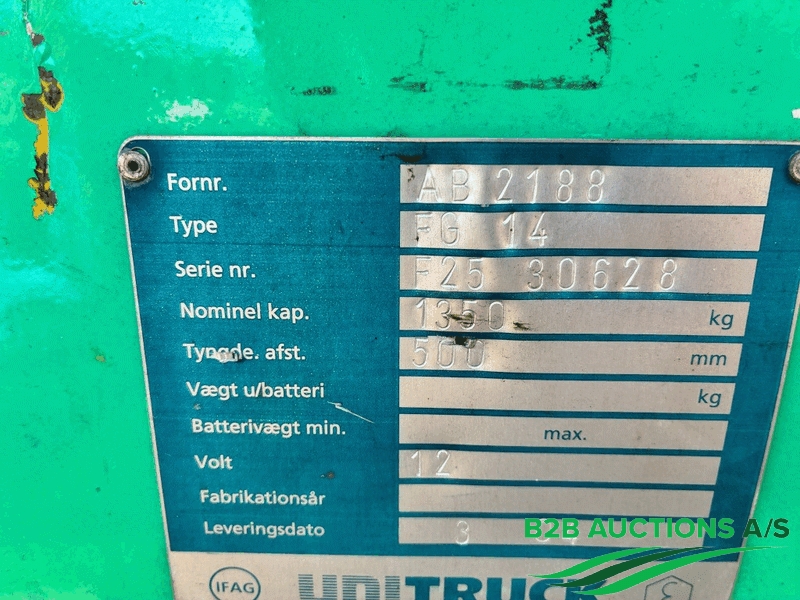 Fornr. AB 2188
Type FG 14
Serie nr. F25 30628
Nominel kap. 1350 kg
Tyngde. afst. 500 mm
Vægt u/batteri kg
Batterivægt min. max.
Volt 12
Fabrikationsår
Leveringsdato 3
B2B AUCTIONS A/S
IFAG UNITRUCK